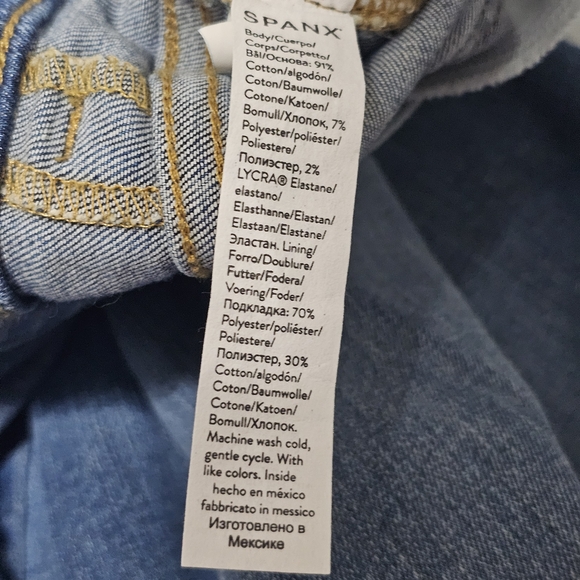 SPANX
Body/Cuerpo/
Corps/Corpetto/
Bål/Основа: 91%
Cotton/algodón/
Coton/Baumwolle/
Cotone/Katoen/
Bomull/Хлопок, 7%
Polyester/poliéster/
Poliestere/
Полиэстер, 2%
LYCRA® Elastane/
elastano/
Elasthanne/Elastan/
Elastaan/Elastane/
Эластан. Lining/
Forro/Doublure/
Futter/Fodera/
Voering/Foder/
Подкладка: 70%
Polyester/poliéster/
Poliestere/
Полиэстер, 30%
Cotton/algodón/
Coton/Baumwolle/
Cotone/Katoen/
Bomull/Хлопок.
Machine wash cold,
gentle cycle. With
like colors. Inside
hecho en méxico
fabbricato in messico
Изготовлено в
Мексике